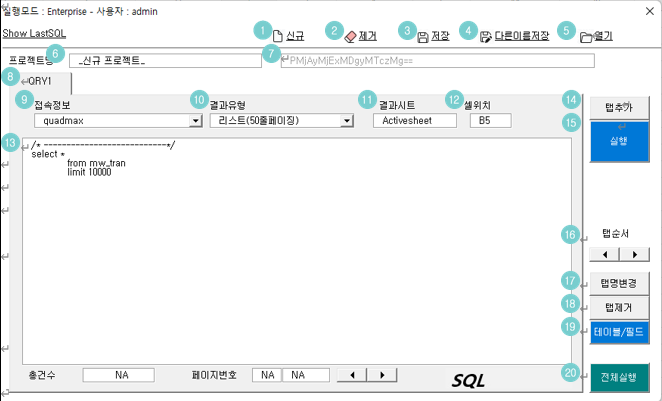 실행모드 : Enterprise - 사용자 : admin
Show LastSQL
1 신규
2 제거
3 저장
4 다른이름저장
5 열기
프로젝트명
6 _신규 프로젝트_
7 PMjAyMjExMDgyMTczMg==
8 QRY1
9 접속정보
quadmax
10 결과유형
리스트(50줄페이징)
11 결과시트
Activesheet
12 셀위치
B5
13
/* ---------------------------*/
select *
from mw_tran
limit 10000
14 탭추가
15 실행
16 탭순서
17 탭명변경
18 탭제거
19 테이블/필드
20 전체실행
총건수 NA
페이지번호 NA NA
SQL